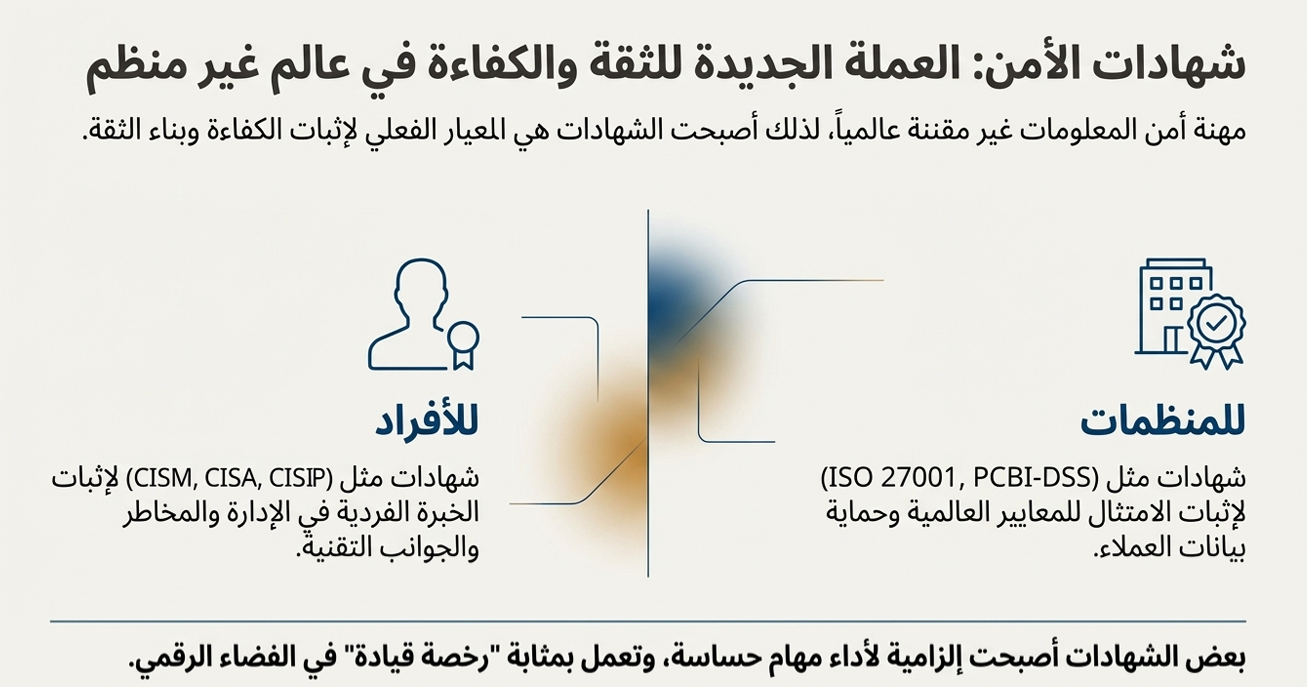 شهادات الأمن: العملة الجديدة للثقة والكفاءة في عالم غير منظم
مهنة أمن المعلومات غير مقننة عالمياً، لذلك أصبحت الشهادات هي المعيار الفعلي لإثبات الكفاءة وبناء الثقة.
للمنظمات
شهادات مثل (ISO 27001, PCBI-DSS)
لإثبات الامتثال للمعايير العالمية وحماية
بيانات العملاء.
للأفراد
شهادات مثل (CISM, CISA, CISIP) لإثبات
الخبرة الفردية في الإدارة والمخاطر
والجوانب التقنية.
بعض الشهادات أصبحت إلزامية لأداء مهام حساسة، وتعمل بمثابة "رخصة قيادة" في الفضاء الرقمي.